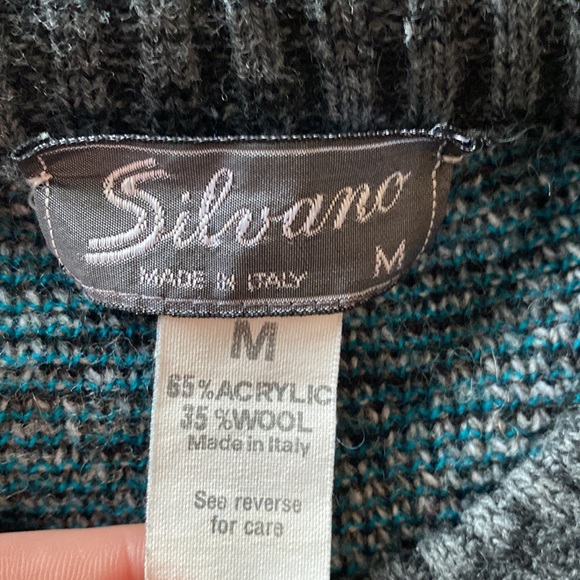 Silvano
M
MADE IN ITALY
M
65%ACRYLIC
35%WOOL
Made in Italy
See reverse
for care